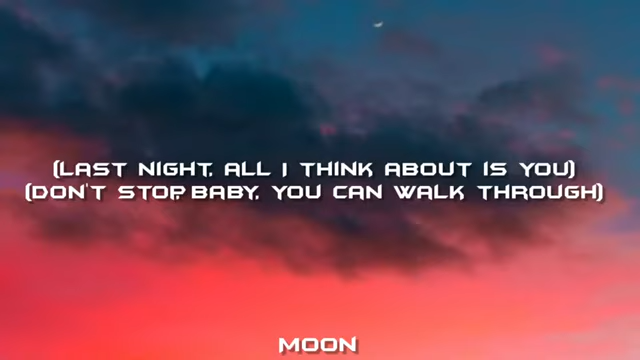 (LAST NIGHT, ALL I THINK ABOUT IS YOU)
(DON'T STOP, BABY, YOU CAN WALK THROUGH)
MOON